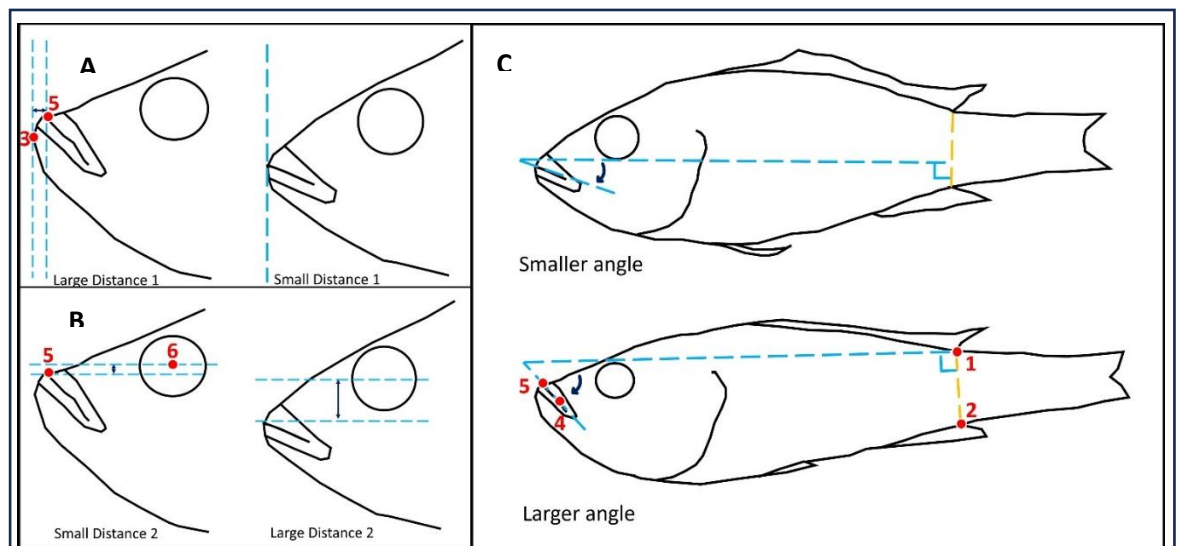 A
5
3
Large Distance 1
Small Distance 1
B
5
6
Small Distance 2
Large Distance 2
C
Smaller angle
1
5
4
2
Larger angle